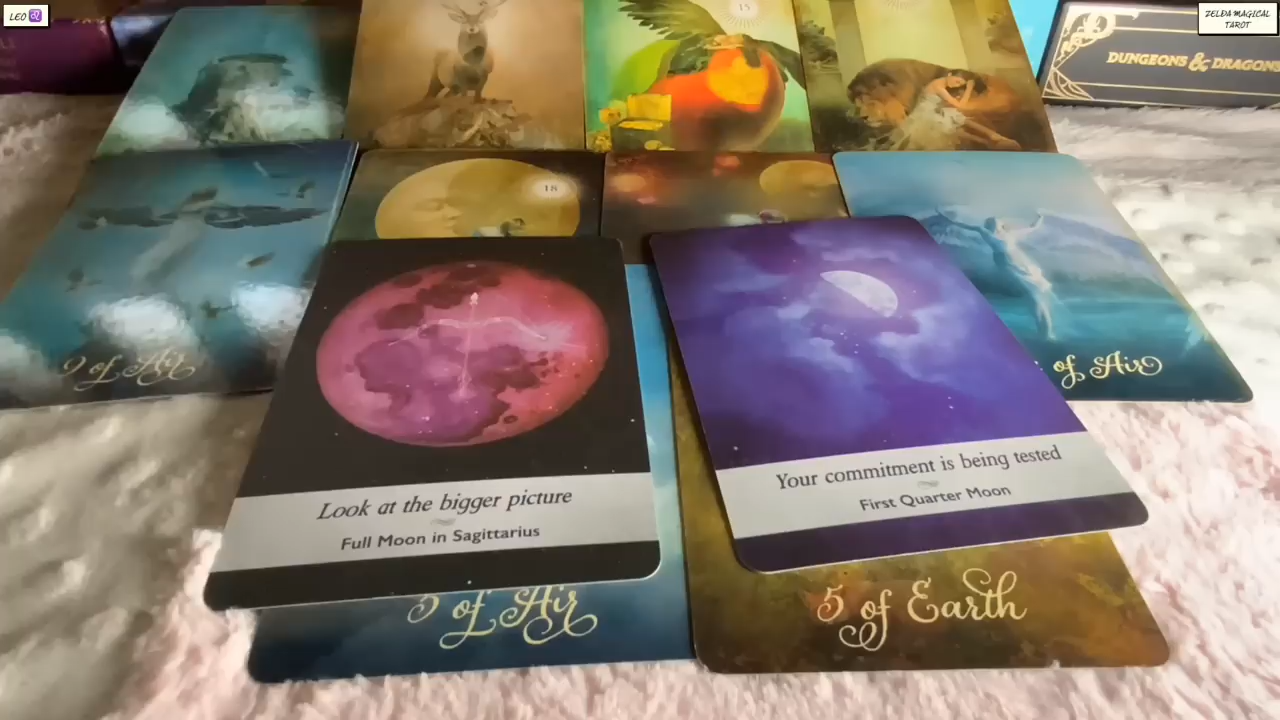 LEO ♌
ZELDA MAGICAL
TAROT
DUNGEONS & DRAGONS
15
18
9 of Air
of Air
Look at the bigger picture
Full Moon in Sagittarius
Your commitment is being tested
First Quarter Moon
5 of Air
5 of Earth